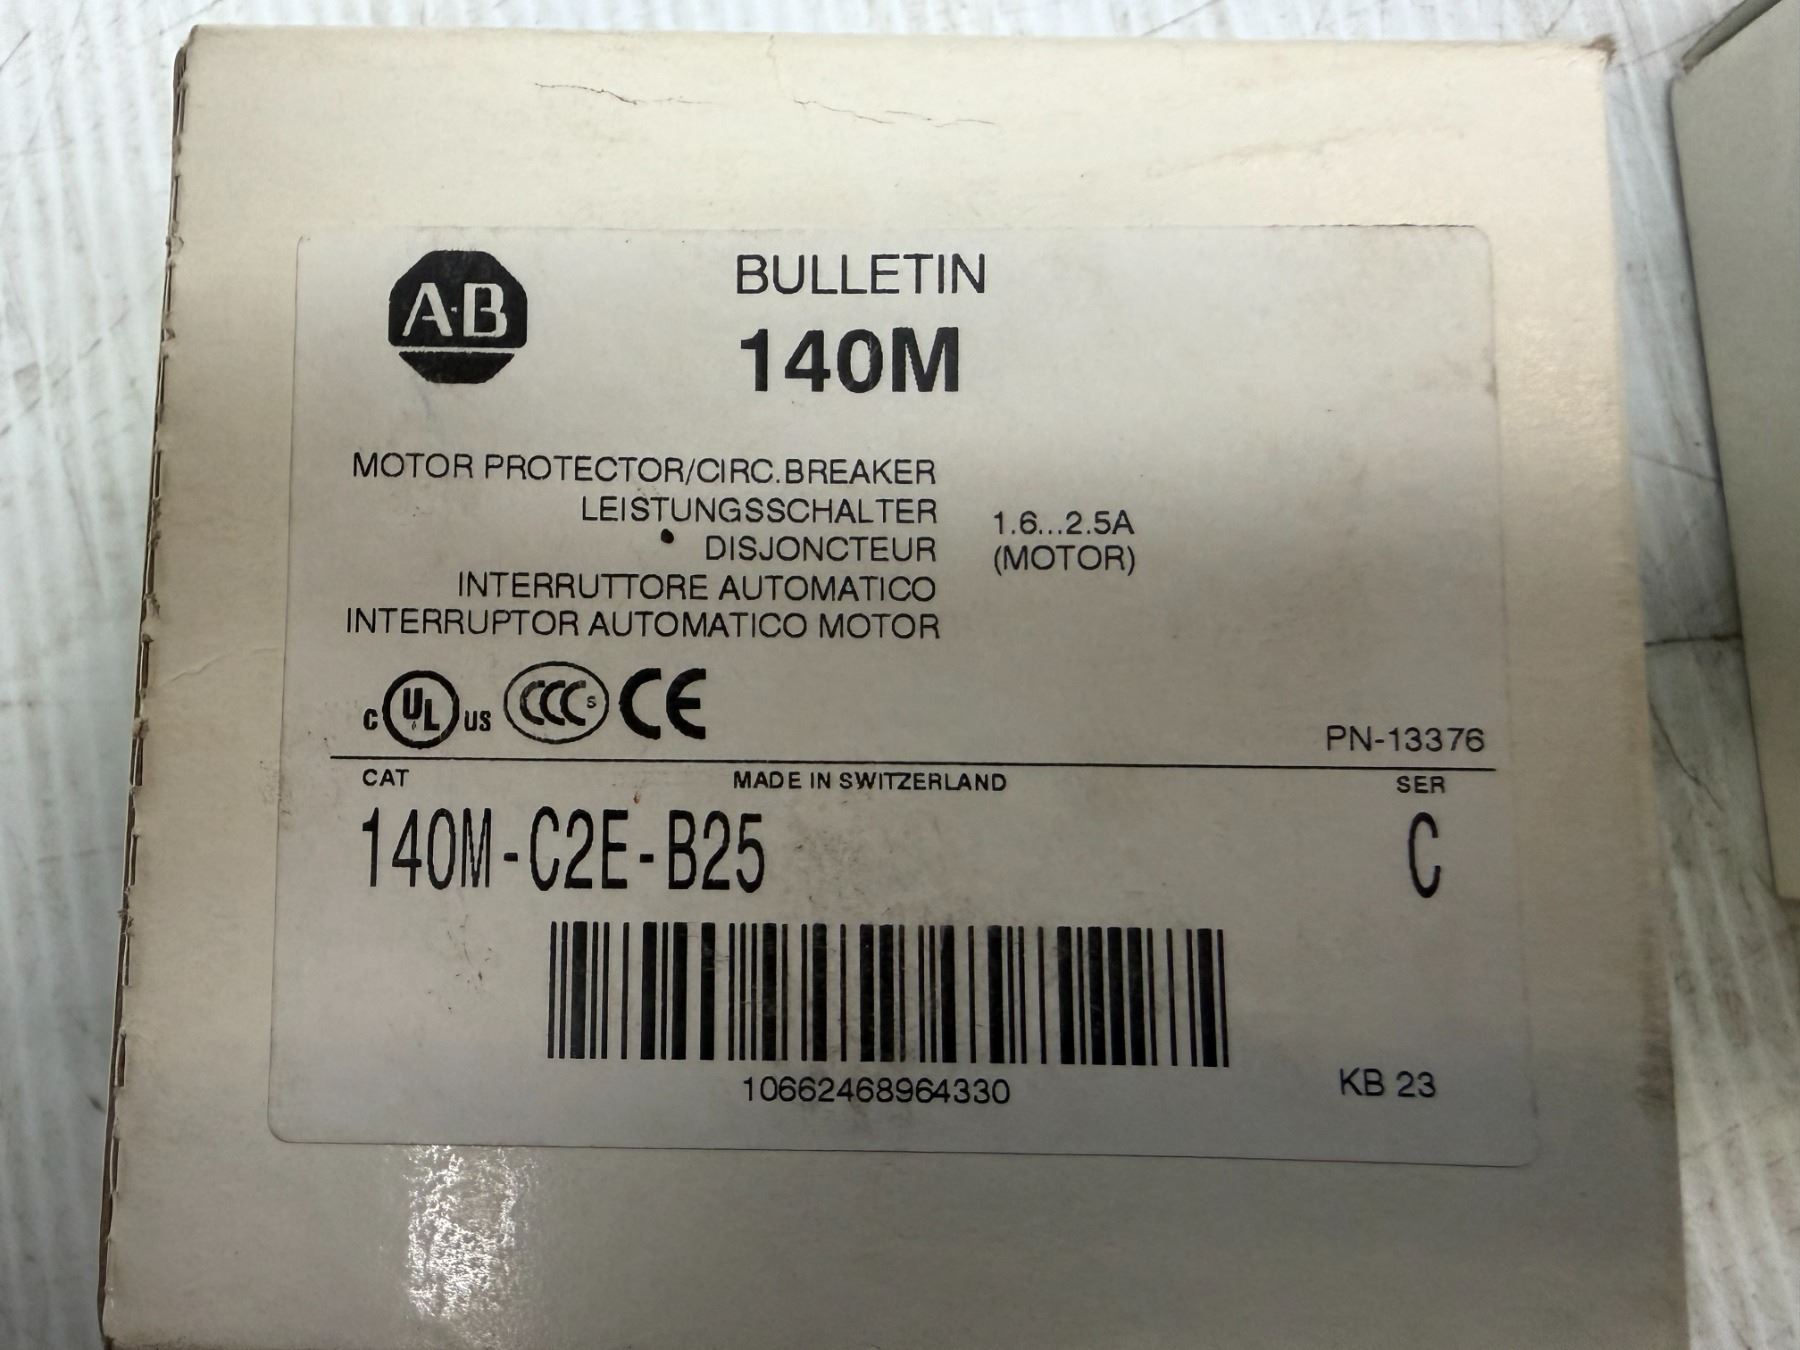 A-B
BULLETIN
140M
MOTOR PROTECTOR/CIRC.BREAKER
LEISTUNGSSCHALTER
DISJONCTEUR
INTERRUTTORE AUTOMATICO
INTERRUPTOR AUTOMATICO MOTOR
1.6...2.5A
(MOTOR)
C UL US CCC S CE
PN-13376
CAT MADE IN SWITZERLAND SER
140M-C2E-B25 C
10662468964330
KB 23